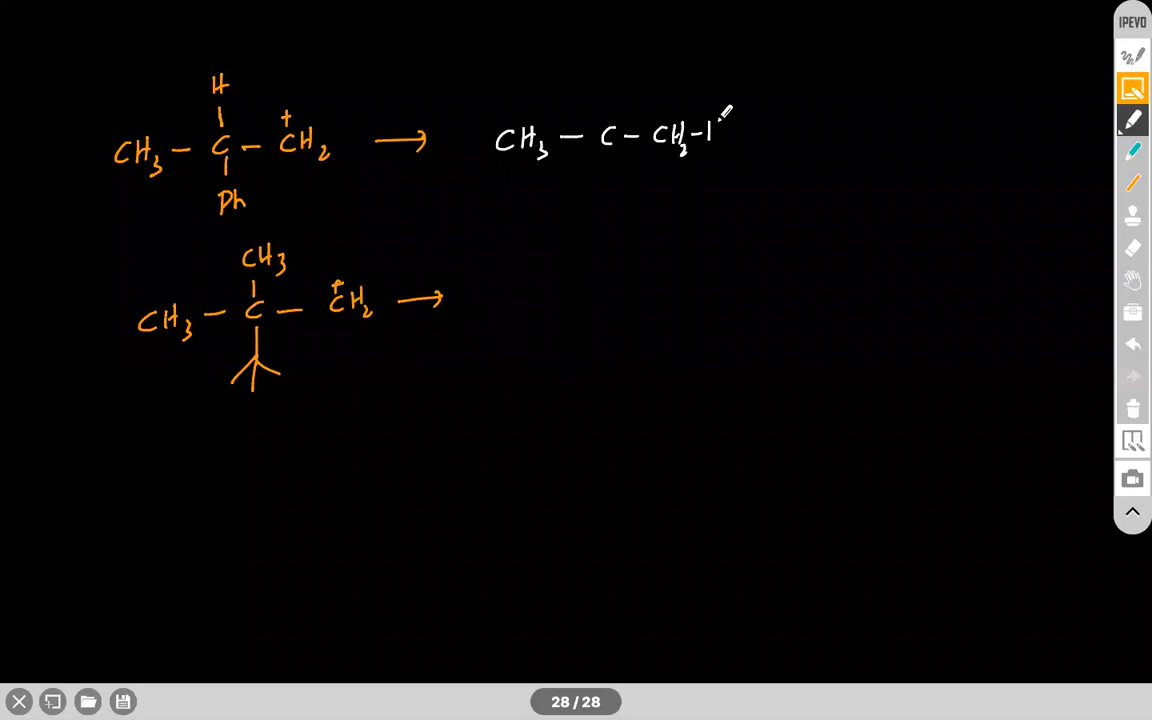 H
CH3 – C – CH2 → CH3 – C – CH2 –
+
Ph
CH3
CH3 – C – CH2 →
+
IPEVO
28 / 28